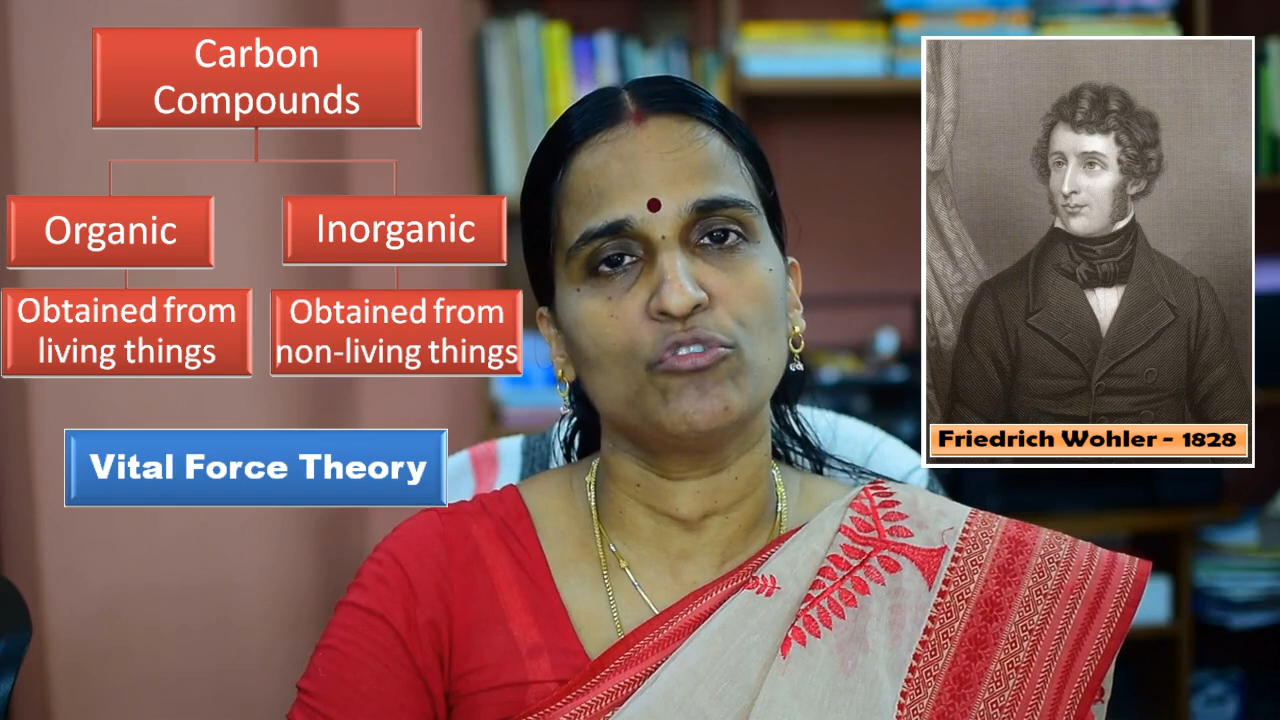 Carbon
Compounds
Organic
Inorganic
Obtained from
living things
Obtained from
non-living things
Vital Force Theory
Friedrich Wohler - 1828